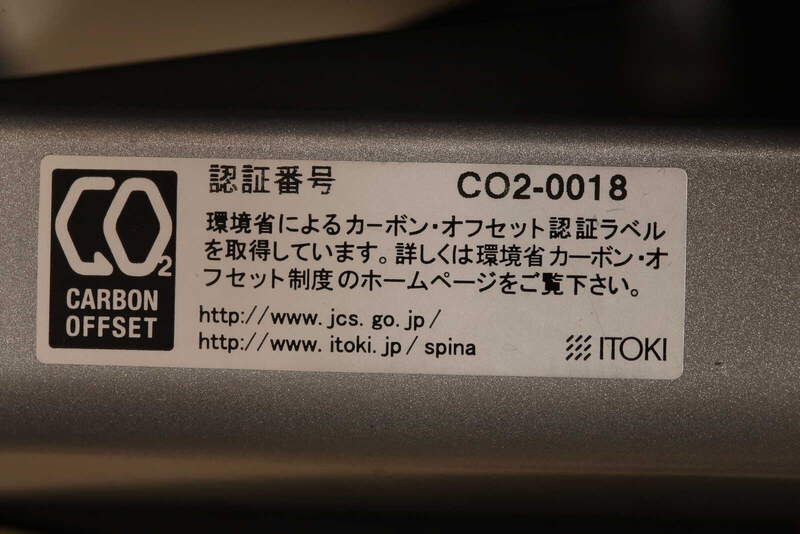 CO2
CARBON
OFFSET
認証番号 CO2-0018
環境省によるカーボン・オフセット認証ラベル
を取得しています。詳しくは環境省カーボン・オ
フセット制度のホームページをご覧下さい。
http://www.jcs.go.jp/
http://www.itoki.jp/spina
ITOKI